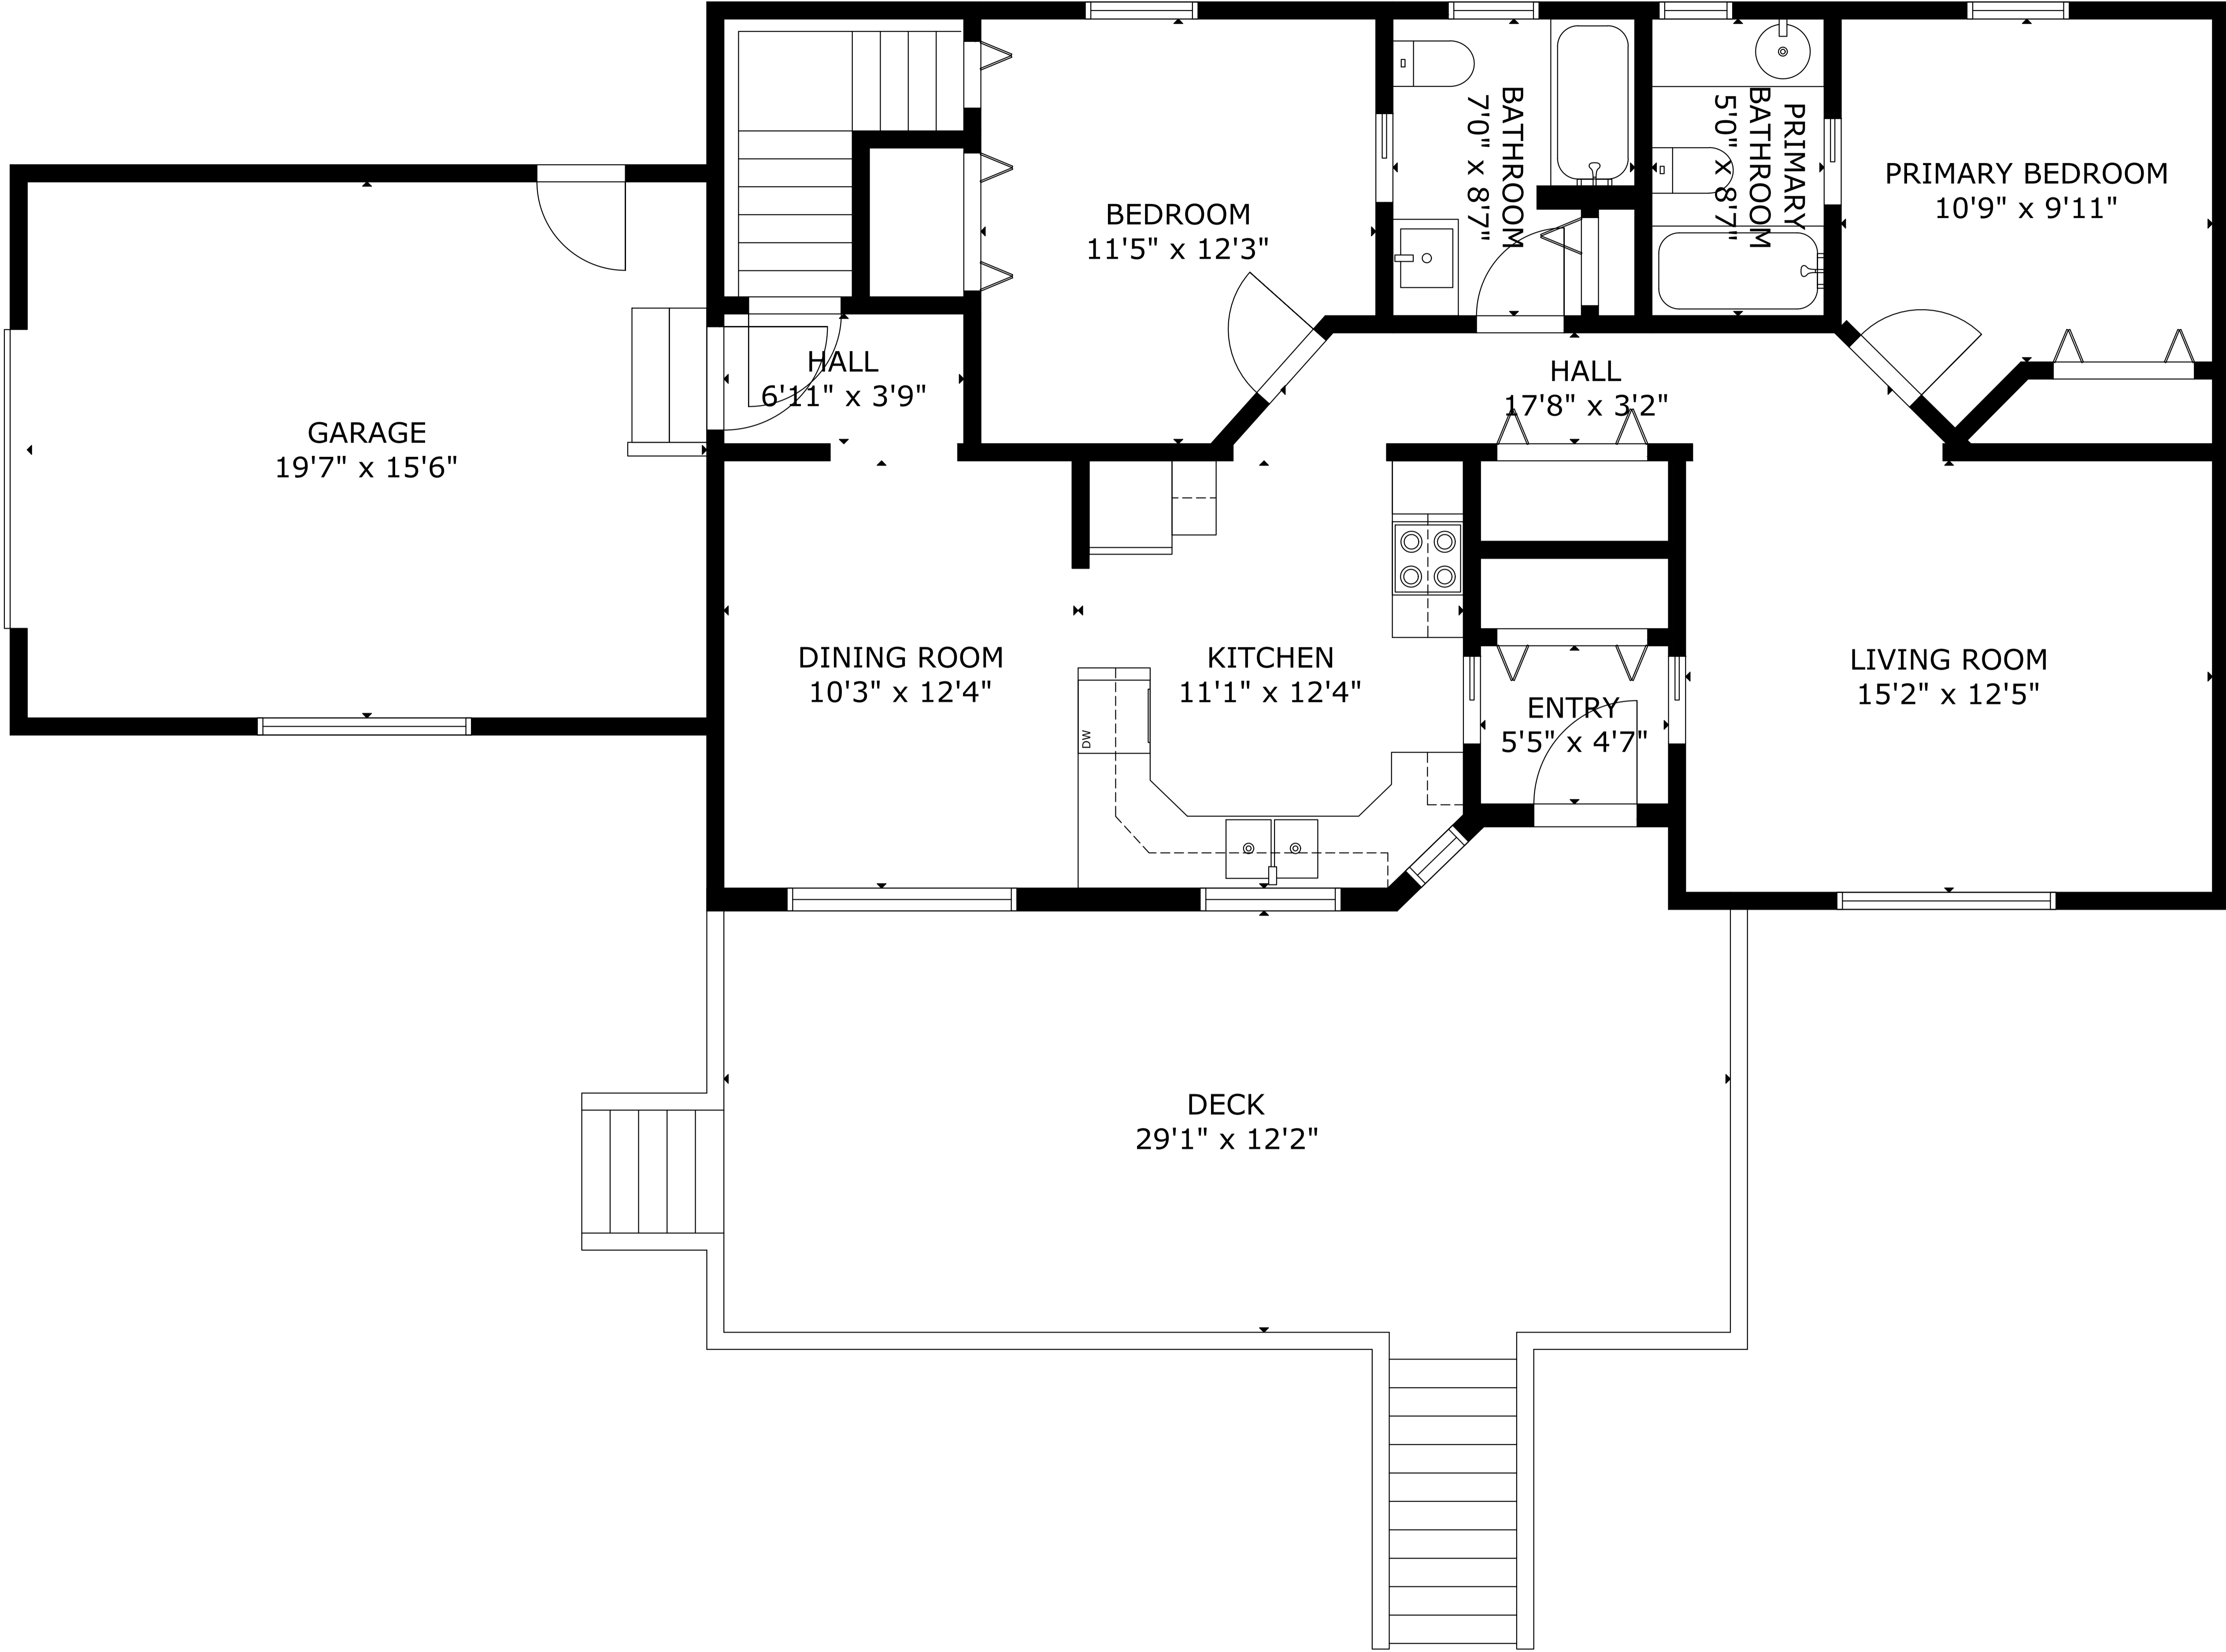 BATHROOM
7'0" x 8'7"
PRIMARY
BATHROOM
5'0" x 8'7"
PRIMARY BEDROOM
10'9" x 9'11"
BEDROOM
11'5" x 12'3"
HALL
6'11" x 3'9"
HALL
17'8" x 3'2"
GARAGE
19'7" x 15'6"
DINING ROOM
10'3" x 12'4"
KITCHEN
11'1" x 12'4"
LIVING ROOM
15'2" x 12'5"
ENTRY
5'5" x 4'7"
DW
DECK
29'1" x 12'2"